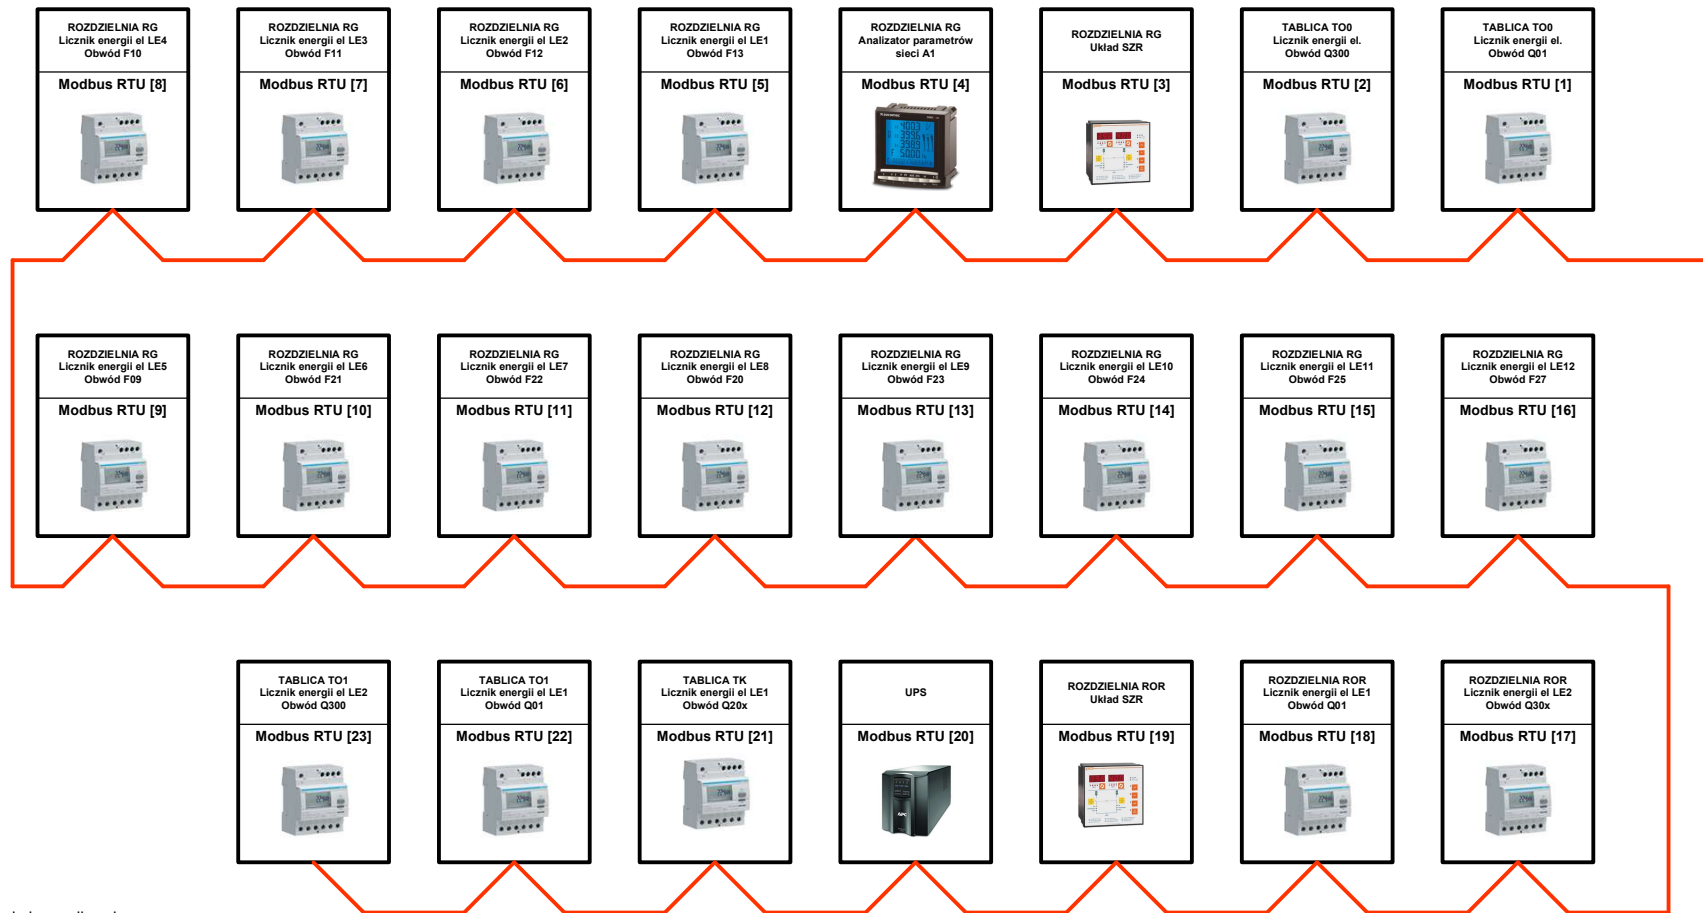 ROZDZIELNIA RG
Licznik energii el LE4
Obwód F10
Modbus RTU [8]
ROZDZIELNIA RG
Licznik energii el LE3
Obwód F11
Modbus RTU [7]
ROZDZIELNIA RG
Licznik energii el LE2
Obwód F12
Modbus RTU [6]
ROZDZIELNIA RG
Licznik energii el LE1
Obwód F13
Modbus RTU [5]
ROZDZIELNIA RG
Analizator parametrów
sieci A1
Modbus RTU [4]
ROZDZIELNIA RG
Układ SZR
Modbus RTU [3]
TABLICA TO0
Licznik energii el.
Obwód Q300
Modbus RTU [2]
TABLICA TO0
Licznik energii el.
Obwód Q01
Modbus RTU [1]
ROZDZIELNIA RG
Licznik energii el LE5
Obwód F09
Modbus RTU [9]
ROZDZIELNIA RG
Licznik energii el LE6
Obwód F21
Modbus RTU [10]
ROZDZIELNIA RG
Licznik energii el LE7
Obwód F22
Modbus RTU [11]
ROZDZIELNIA RG
Licznik energii el LE8
Obwód F20
Modbus RTU [12]
ROZDZIELNIA RG
Licznik energii el LE9
Obwód F23
Modbus RTU [13]
ROZDZIELNIA RG
Licznik energii el LE10
Obwód F24
Modbus RTU [14]
ROZDZIELNIA RG
Licznik energii el LE11
Obwód F25
Modbus RTU [15]
ROZDZIELNIA RG
Licznik energii el LE12
Obwód F27
Modbus RTU [16]
TABLICA TO1
Licznik energii el LE2
Obwód Q300
Modbus RTU [23]
TABLICA TO1
Licznik energii el LE1
Obwód Q01
Modbus RTU [22]
TABLICA TK
Licznik energii el LE1
Obwód Q20x
Modbus RTU [21]
UPS
Modbus RTU [20]
APC
ROZDZIELNIA ROR
Układ SZR
Modbus RTU [19]
ROZDZIELNIA ROR
Licznik energii el LE1
Obwód Q01
Modbus RTU [18]
ROZDZIELNIA ROR
Licznik energii el LE2
Obwód Q30x
Modbus RTU [17]